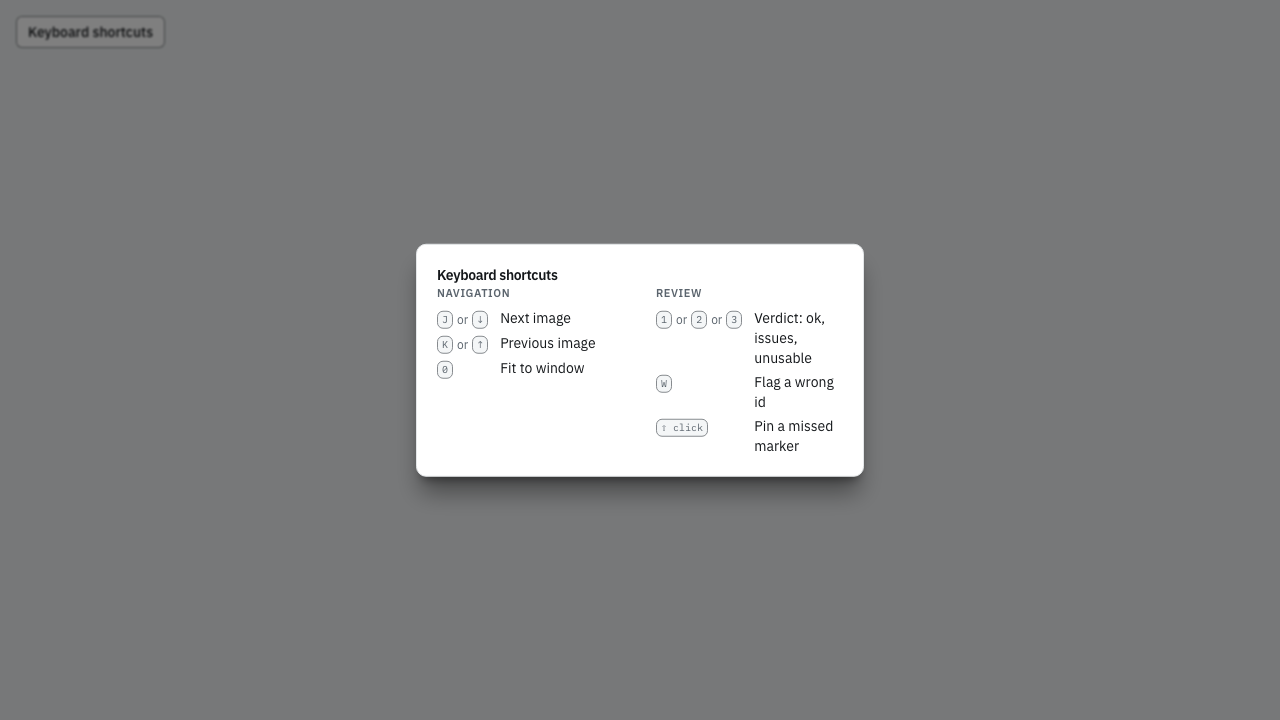 Keyboard shortcuts
Keyboard shortcuts
NAVIGATION
J or ↓ Next image
K or ↑ Previous image
0 Fit to window
REVIEW
1 or 2 or 3 Verdict: ok,
issues,
unusable
W Flag a wrong
id
⇧ click Pin a missed
marker